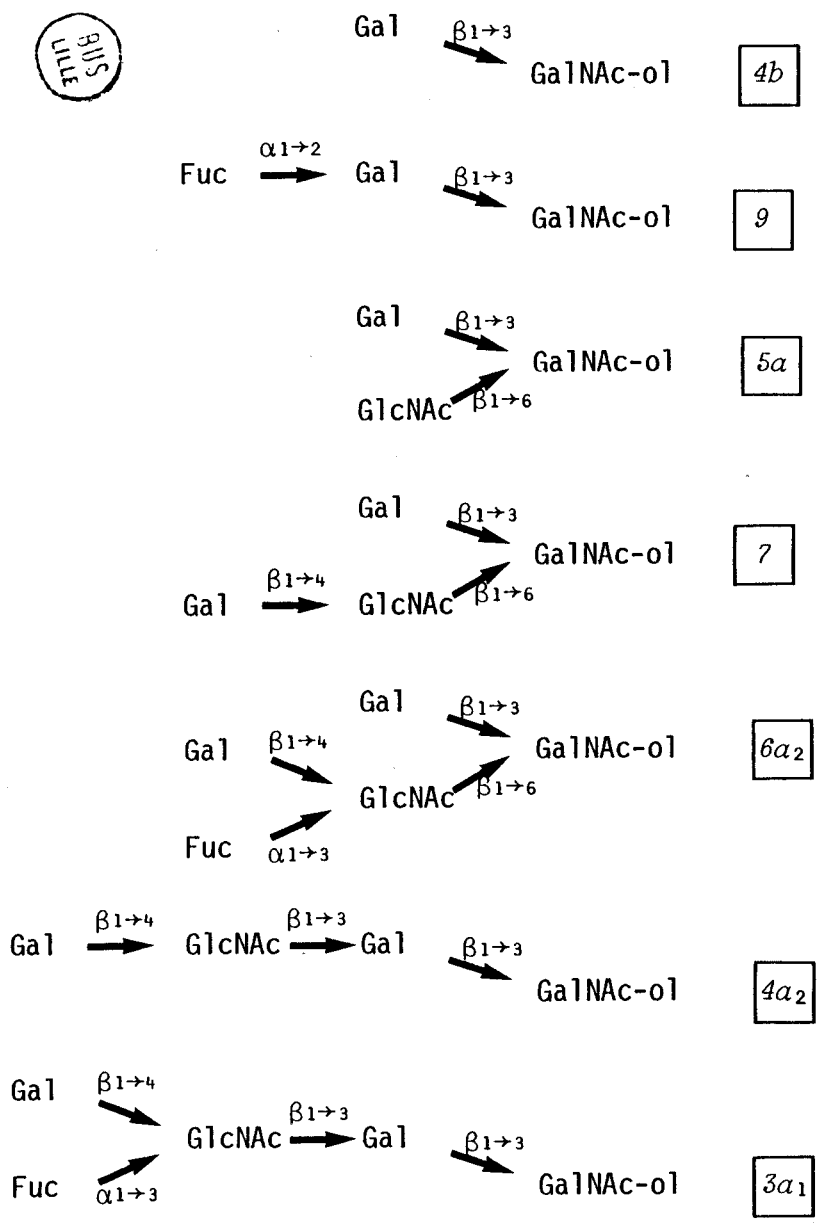 BUS
LILLE
Gal β1→3
GalNAc-ol 4b
Fuc α1→2 Gal β1→3
GalNAc-ol 9
Gal β1→3
GalNAc-ol 5a
GlcNAc β1→6
Gal β1→3
GalNAc-ol 7
Gal β1→4 GlcNAc β1→6
Gal β1→3
Gal β1→4 GalNAc-ol 6a₂
GlcNAc β1→6
Fuc α1→3
Gal β1→4 GlcNAc β1→3 Gal β1→3
GalNAc-ol 4a₂
Gal β1→4
GlcNAc β1→3 Gal β1→3
Fuc α1→3 GalNAc-ol 3a₁